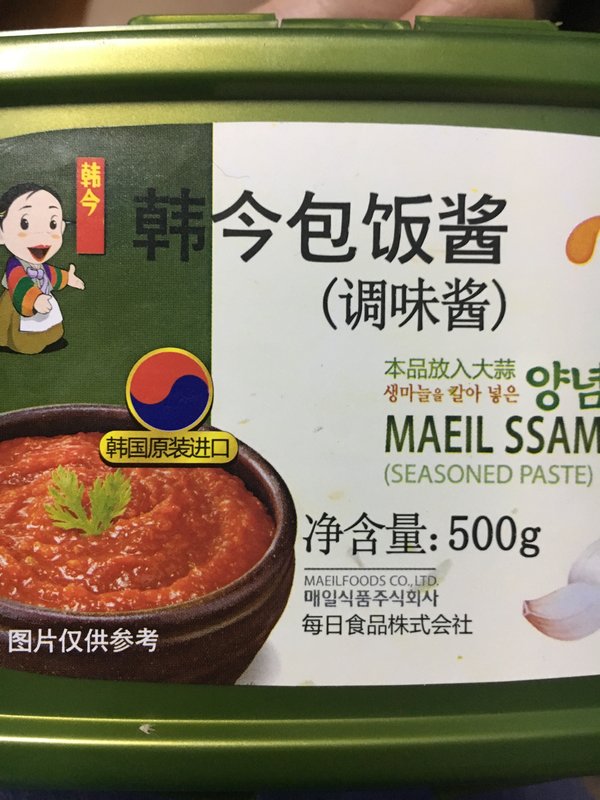 韩今
韩今包饭酱
(调味酱)
本品放入大蒜
생마늘을 갈아 넣은
양념
MAEIL SSAM
(SEASONED PASTE)
韩国原装进口
净含量:500g
MAEILFOODS CO.,LTD.
매일식품주식회사
每日食品株式会社
图片仅供参考